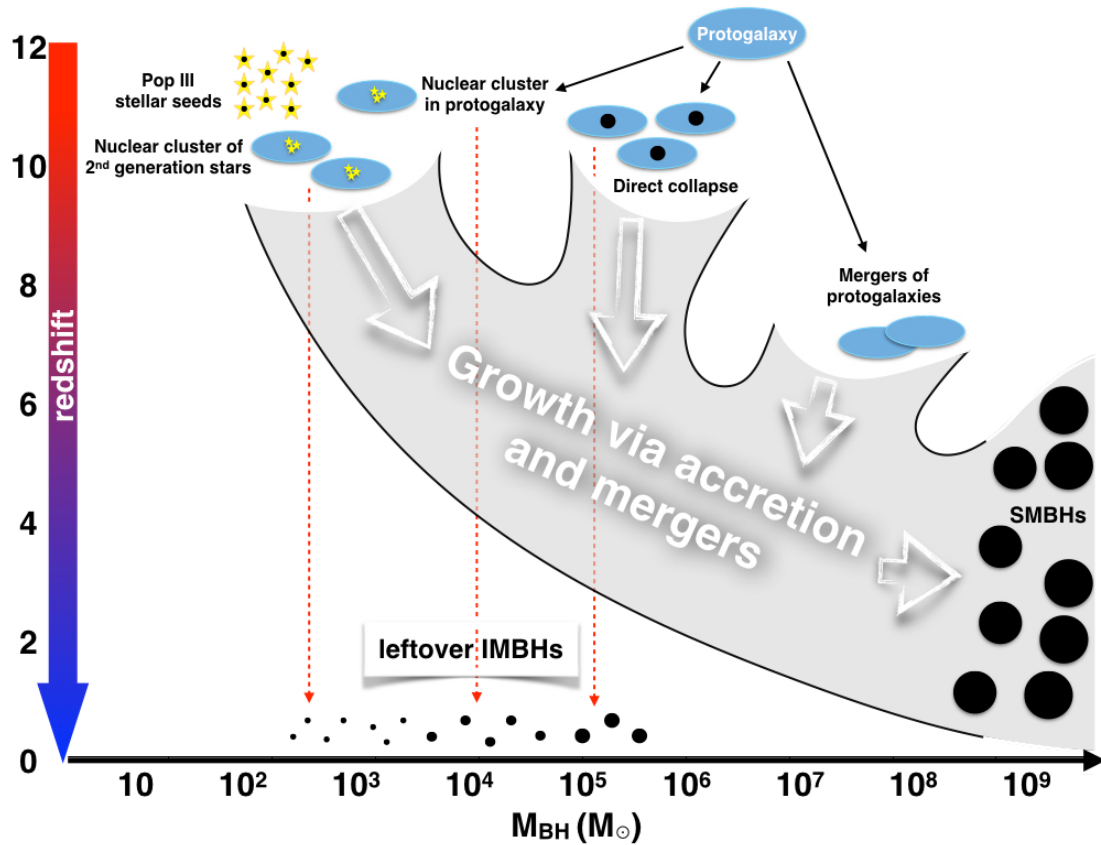 Protogalaxy
12
Pop III
stellar seeds
Nuclear cluster
in protogalaxy
Nuclear cluster of
2nd generation stars
10
Direct collapse
8
Mergers of
protogalaxies
redshift
6
Growth via accretion
and mergers
SMBHs
4
2
leftover IMBHs
0
10 10² 10³ 10⁴ 10⁵ 10⁶ 10⁷ 10⁸ 10⁹
M_BH (M_☉)